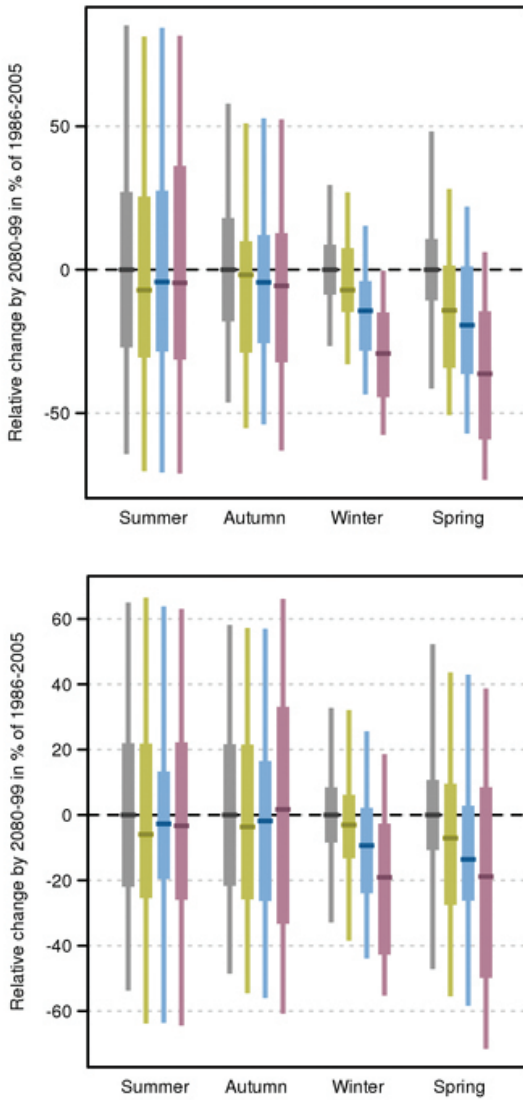 Relative change by 2080-99 in % of 1986-2005
50
0
-50
Summer Autumn Winter Spring
Relative change by 2080-99 in % of 1986-2005
60
40
20
0
-20
-40
-60
Summer Autumn Winter Spring